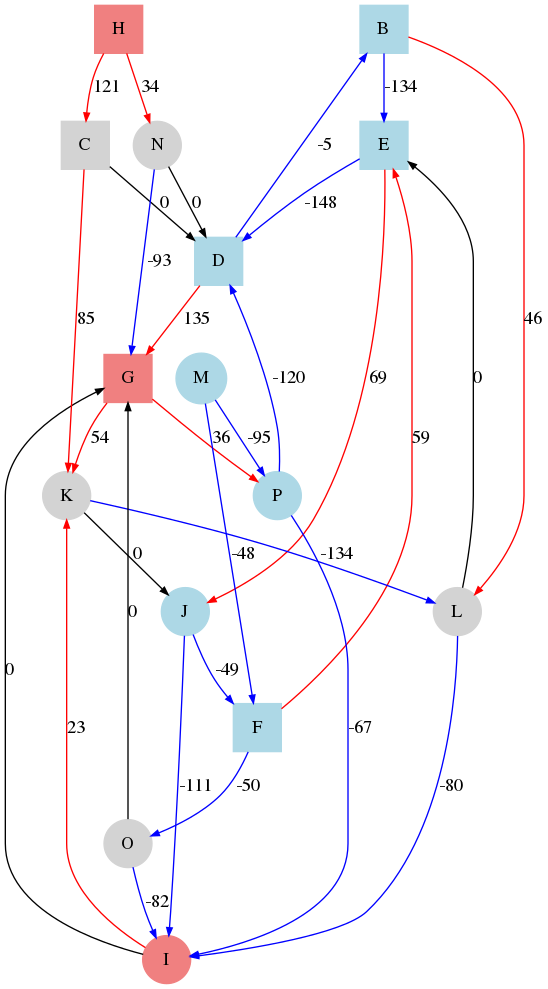 H B
121 34 -134
C N E
0 0 -5 -148
-93 D
85 135 46
G M -120 69 0
54 36 -95 59
K P
0 -48 -134
0 0 J L
-49
23 F -67
-111 -50 -80
O
-82
I